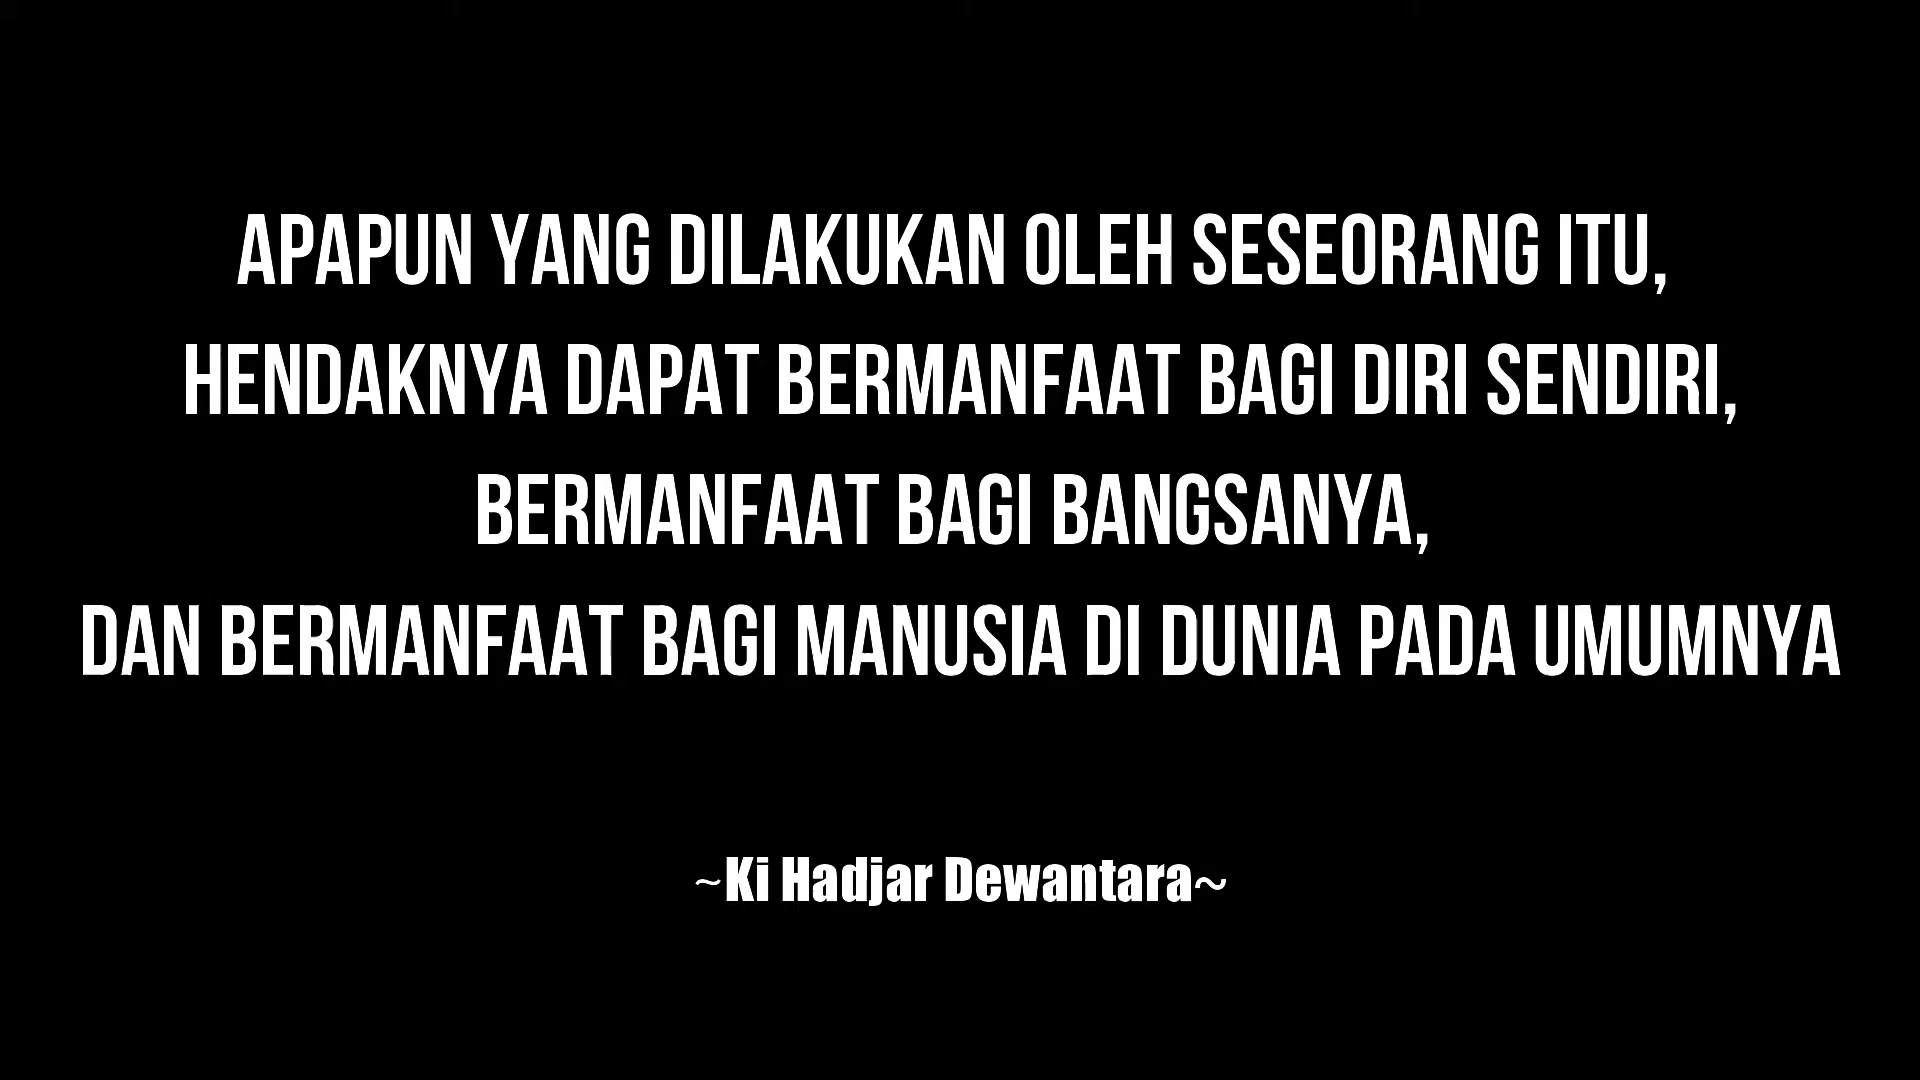 APAPUN YANG DILAKUKAN OLEH SESEORANG ITU,
HENDAKNYA DAPAT BERMANFAAT BAGI DIRI SENDIRI,
BERMANFAAT BAGI BANGSANYA,
DAN BERMANFAAT BAGI MANUSIA DI DUNIA PADA UMUMNYA
~Ki Hadjar Dewantara~